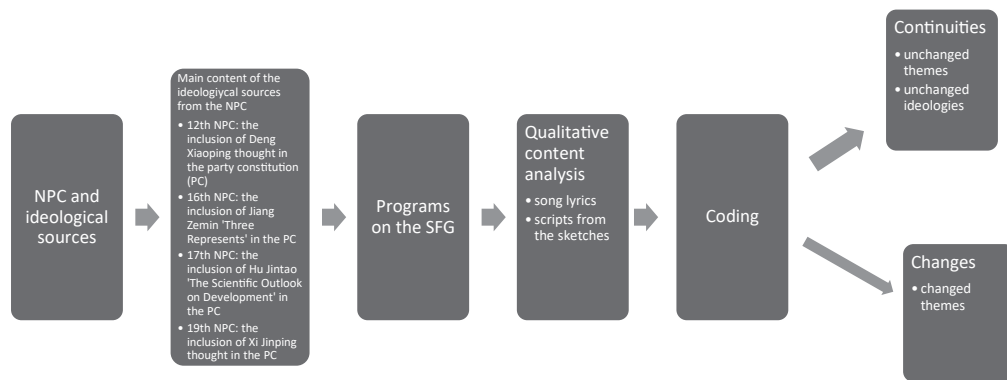 NPC and
ideological
sources
Main content of the
ideologiycal sources
from the NPC
• 12th NPC: the
inclusion of Deng
Xiaoping thought in
the party constitution
(PC)
• 16th NPC: the
inclusion of Jiang
Zemin 'Three
Represents' in the PC
• 17th NPC: the
inclusion of Hu Jintao
'The Scientific Outlook
on Development' in
the PC
• 19th NPC: the
inclusion of Xi Jinping
thought in the PC
Programs
on the SFG
Qualitative
content
analysis
• song lyrics
• scripts from
the sketches
Coding
Continuities
• unchanged
themes
• unchanged
ideologies
Changes
• changed
themes